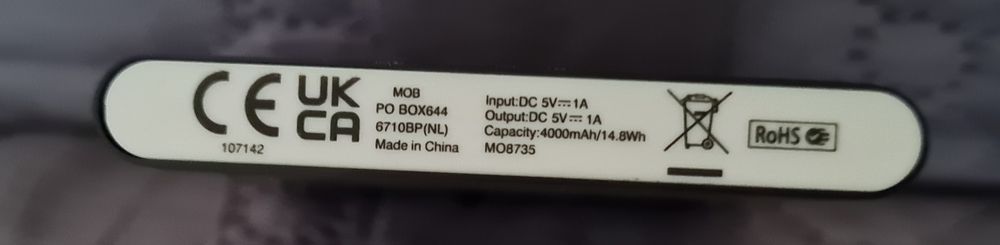 CE
UK
CA
107142
MOB
PO BOX644
6710BP(NL)
Made in China
Input:DC 5V⎓1A
Output:DC 5V⎓1A
Capacity:4000mAh/14.8Wh
MO8735
RoHS